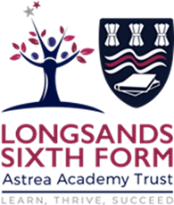 LONGSANDS
SIXTH FORM
Astrea Academy Trust
LEARN, THRIVE, SUCCEED